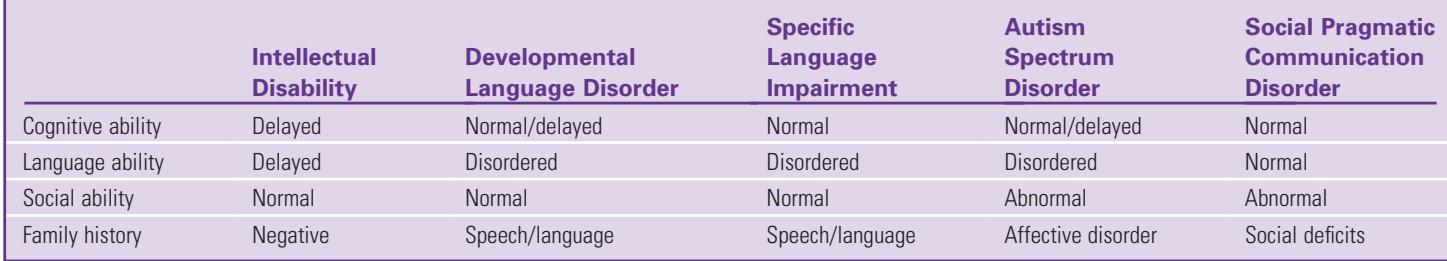 Intellectual Disability Developmental Language Disorder Specific Language Impairment Autism Spectrum Disorder Social Pragmatic Communication Disorder
Cognitive ability Delayed Normal/delayed Normal Normal/delayed Normal
Language ability Delayed Disordered Disordered Disordered Normal
Social ability Normal Normal Normal Abnormal Abnormal
Family history Negative Speech/language Speech/language Affective disorder Social deficits